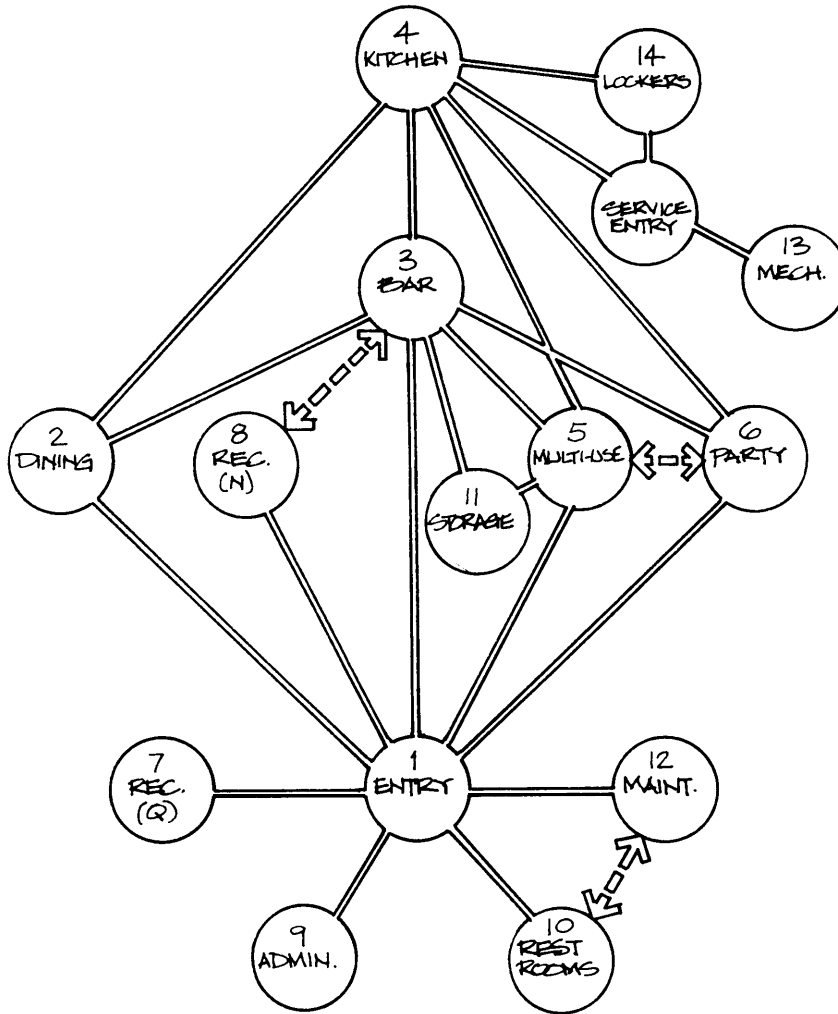 4
KITCHEN
14
LOCKERS
SERVICE
ENTRY
13
MECH.
3
BAR
2
DINING
8
REC.
(N)
5
MULTI-USE
6
PARTY
11
STORAGE
7
REC.
(Q)
1
ENTRY
12
MAINT.
9
ADMIN.
10
REST
ROOMS